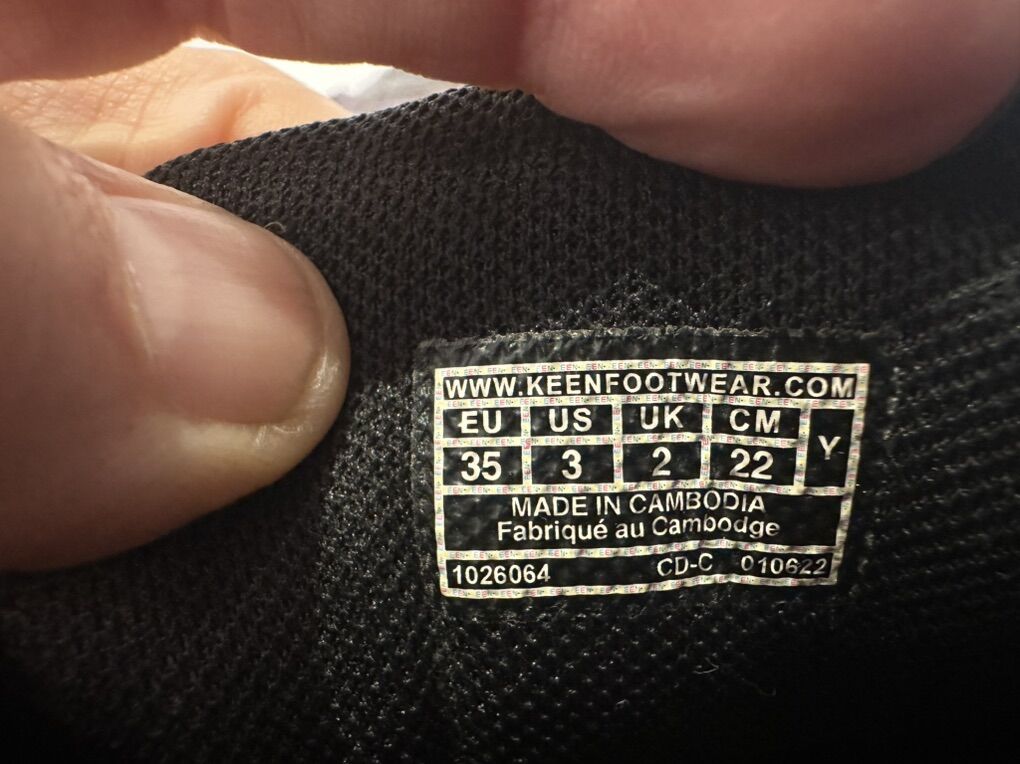 WWW.KEENFOOTWEAR.COM
EU US UK CM Y
35 3 2 22
MADE IN CAMBODIA
Fabriqué au Cambodge
1026064 CD-C 010622